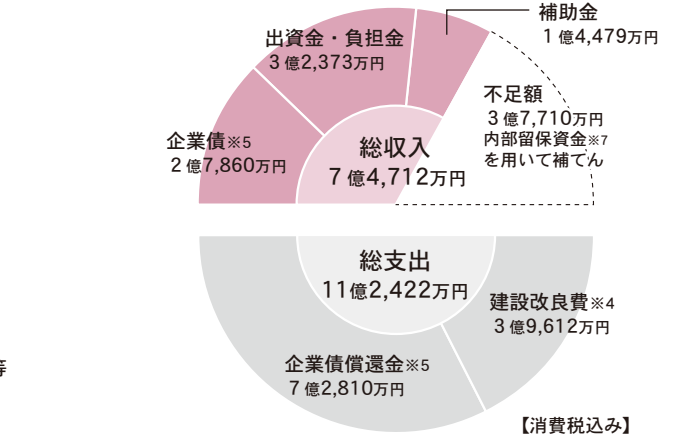 補助金
1億4,479万円
出資金・負担金
3億2,373万円
不足額
3億7,710万円
内部留保資金※7
を用いて補てん
企業債※5
2億7,860万円
総収入
7億4,712万円
総支出
11億2,422万円
建設改良費※4
3億9,612万円
企業債償還金※5
7億2,810万円
等
【消費税込み】